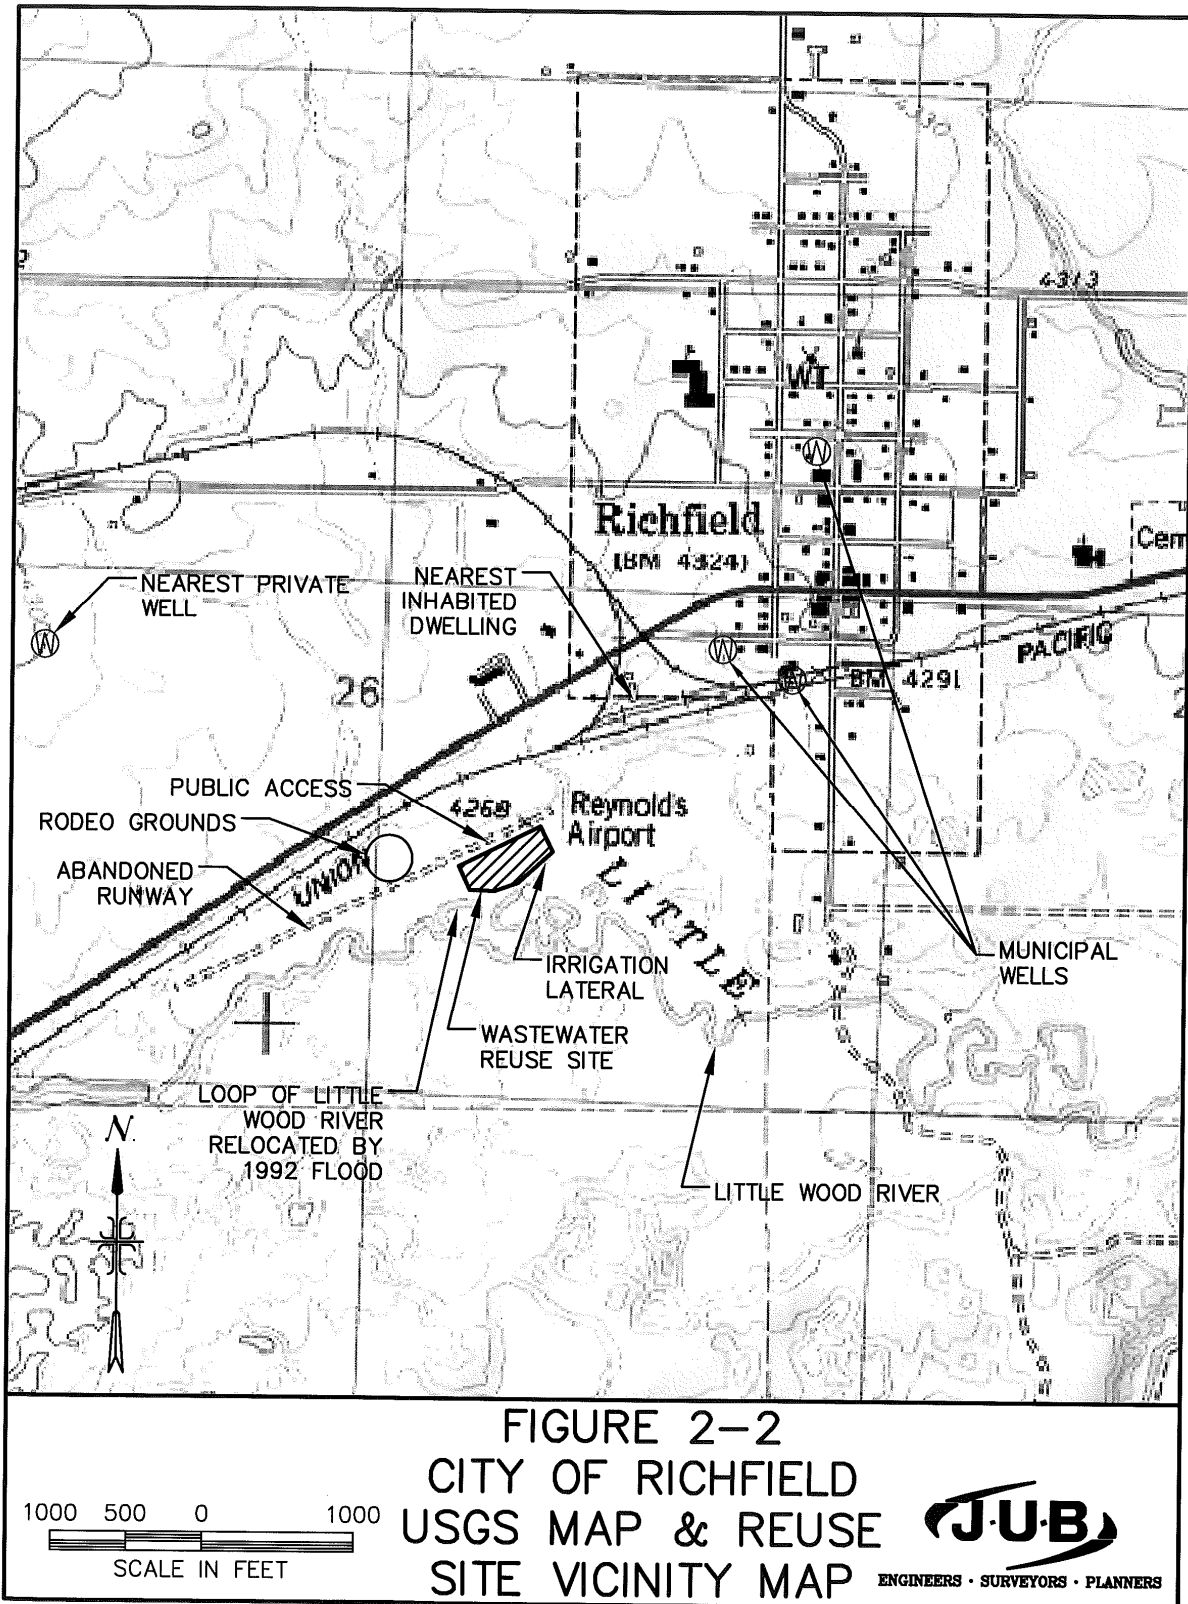 4313
WT
W
Richfield
(BM 4324)
Cem
NEAREST PRIVATE
WELL
NEAREST
INHABITED
DWELLING
W
W
W
PACIFIC
BM 4291
26
2
PUBLIC ACCESS
4268
Reynolds
Airport
RODEO GROUNDS
ABANDONED
RUNWAY
UNION
LITTLE
IRRIGATION
LATERAL
MUNICIPAL
WELLS
WASTEWATER
REUSE SITE
LOOP OF LITTLE
WOOD RIVER
RELOCATED BY
1992 FLOOD
N
LITTLE WOOD RIVER
FIGURE 2-2
CITY OF RICHFIELD
USGS MAP & REUSE
SITE VICINITY MAP
1000 500 0 1000
SCALE IN FEET
J·U·B
ENGINEERS · SURVEYORS · PLANNERS